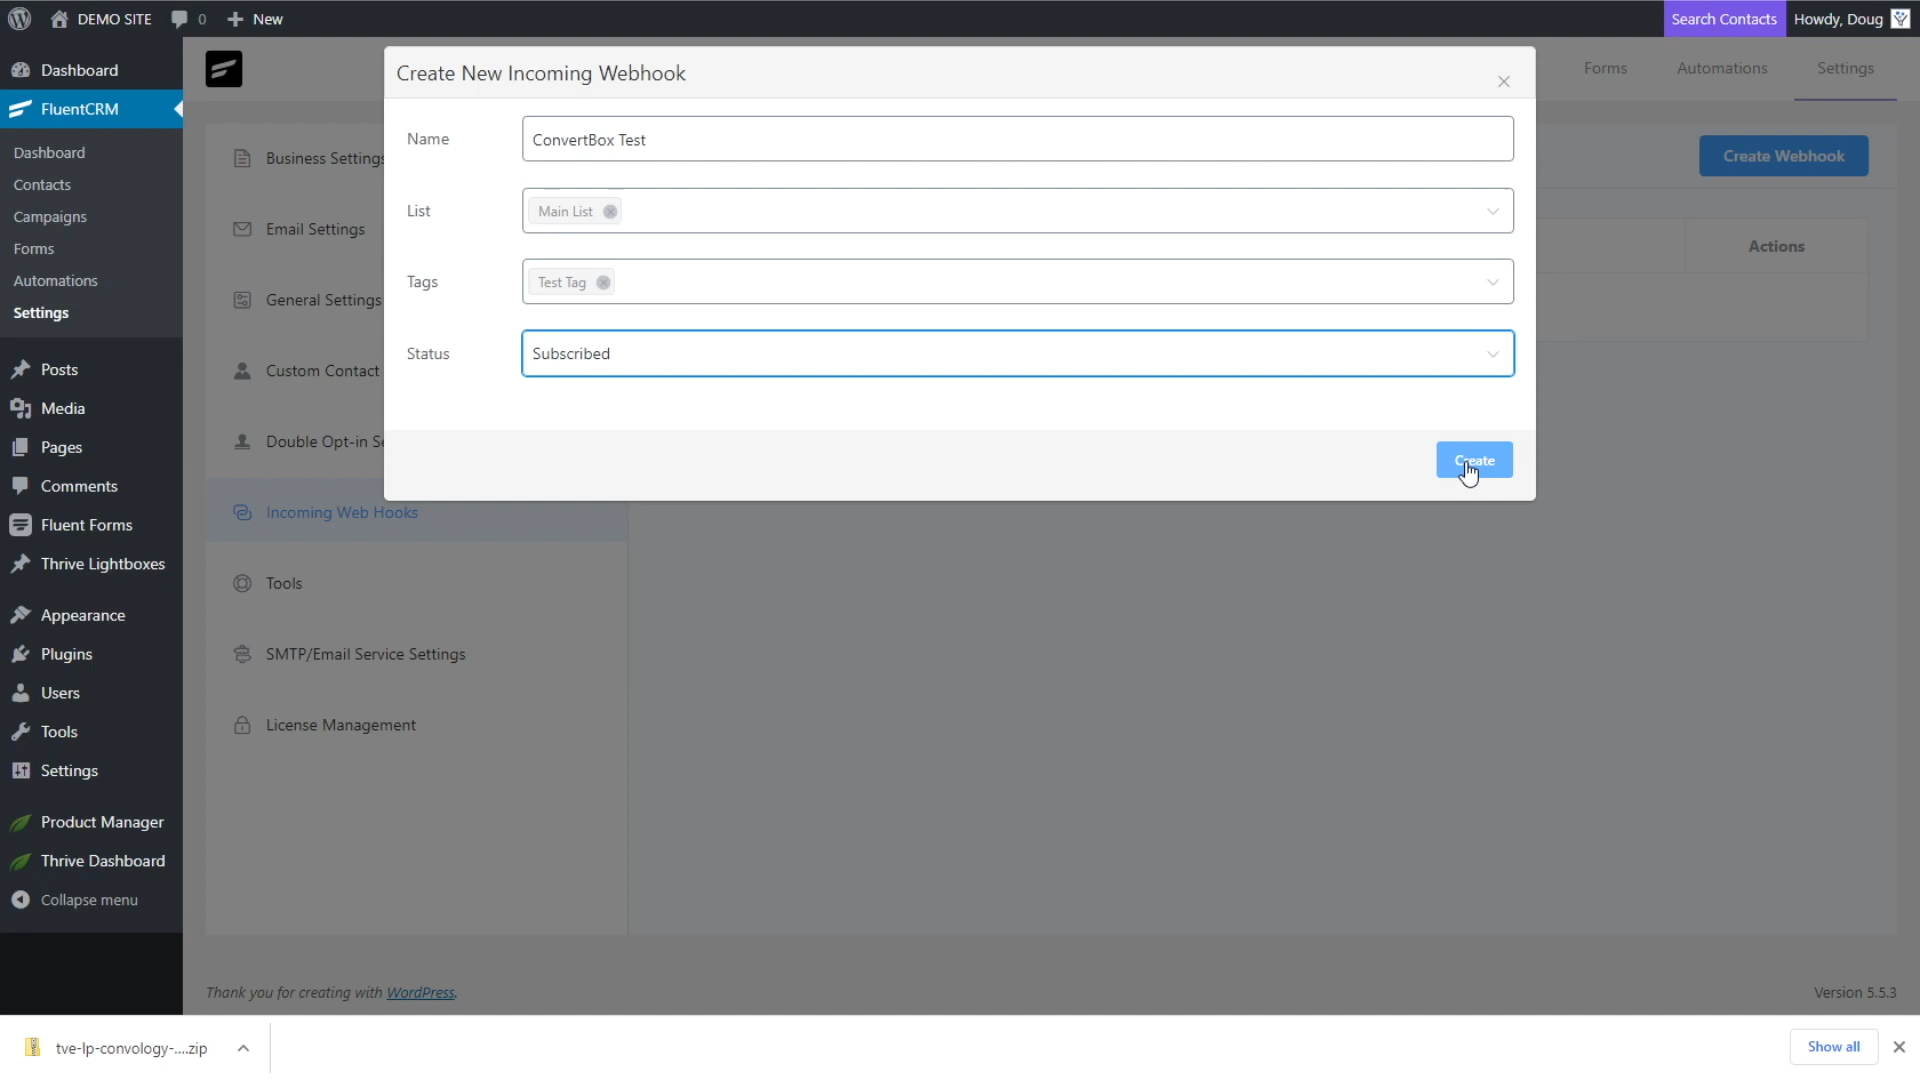 DEMO SITE
0
New
Search Contacts
Howdy, Doug
Dashboard
FluentCRM
Dashboard
Contacts
Campaigns
Forms
Automations
Settings
Posts
Media
Pages
Comments
Fluent Forms
Thrive Lightboxes
Appearance
Plugins
Users
Tools
Settings
Product Manager
Thrive Dashboard
Collapse menu
Forms
Automations
Settings
Business Settings
Email Settings
General Settings
Custom Contact
Double Opt-in Se
Incoming Web Hooks
Tools
SMTP/Email Service Settings
License Management
Create Webhook
Actions
Create New Incoming Webhook
Name
ConvertBox Test
List
Main List
Tags
Test Tag
Status
Subscribed
Create
Thank you for creating with WordPress.
Version 5.5.3
tve-lp-convology-....zip
Show all